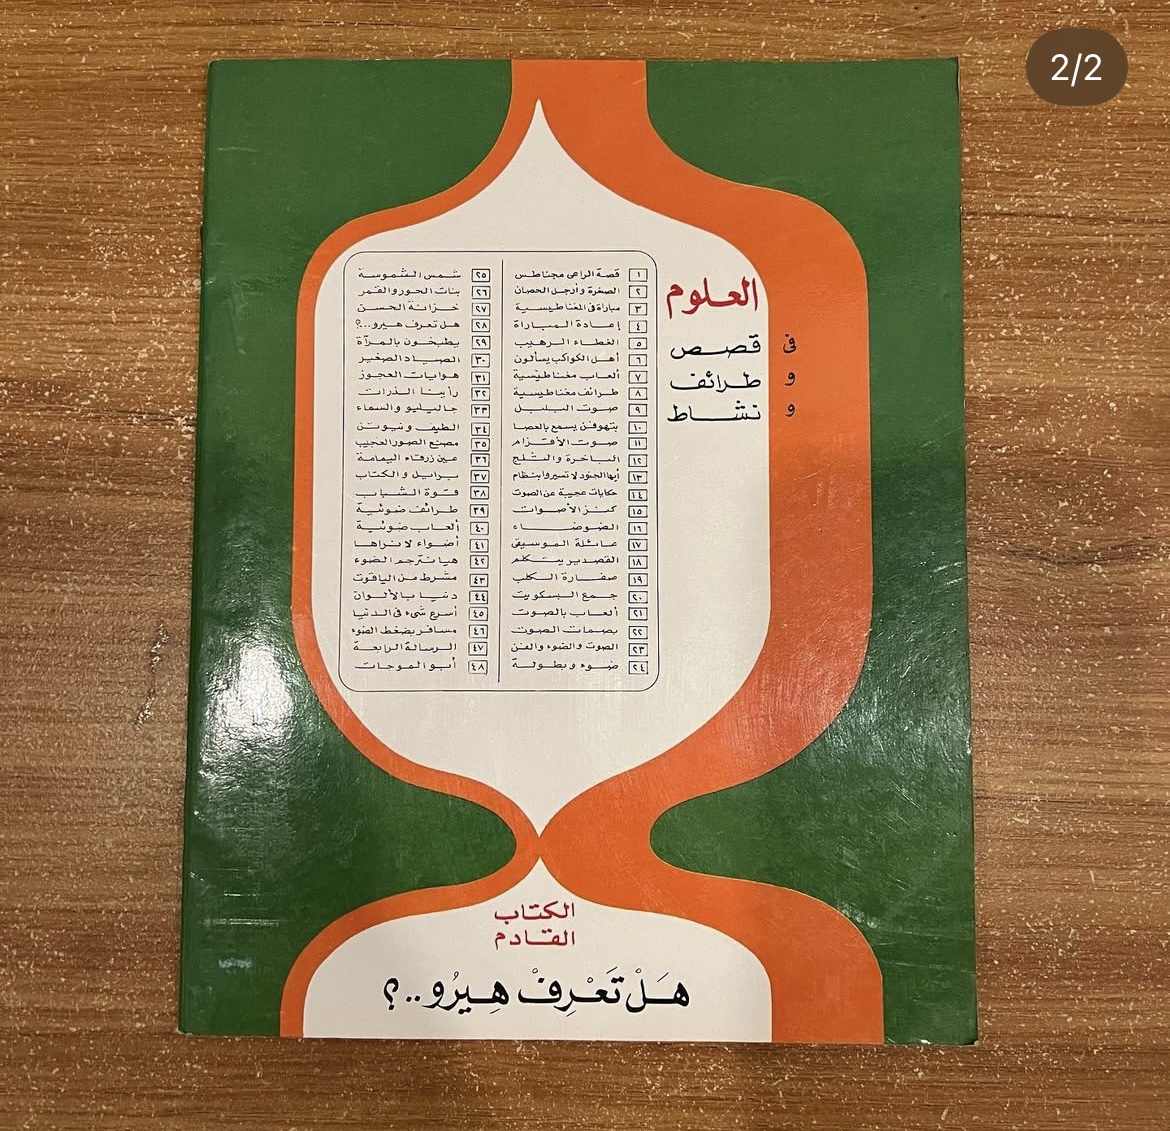 2/2
العلوم
فى قصص
و طرائف
و نشاط
١ قصة الراعى مجناطس
٢ الصخرة وأرجل الحصان
٣ مباراة فى المغناطيسية
٤ إعادة المباراة
٥ الغطاء الرهيب
٦ أهل الكواكب يسألون
٧ ألعاب مغناطيسية
٨ طرائف مغناطيسية
٩ صوت البلبل
١٠ بتهوفن يسمع بالعصا
١١ صوت الأقزام
١٢ الباخرة والثلج
١٣ أيها الجنود لا تسيروا بنظام
١٤ حكايات عجيبة عن الصوت
١٥ كنز الأصوات
١٦ الضوضاء
١٧ عائلة الموسيقى
١٨ القصدير يتكلم
١٩ صفارة الكلب
٢٠ جمع البسكويت
٢١ ألعاب بالصوت
٢٢ بصمات الصوت
٢٣ الصوت والضوء والفن
٢٤ ضوء وبطولة
٢٥ شمس الشموسة
٢٦ بنات الحور والقمر
٢٧ خزانة الحسن
٢٨ هل تعرف هيرو...؟
٢٩ يطبخون بالمرآة
٣٠ الصياد الصغير
٣١ هوايات العجوز
٣٢ رأينا الذرات
٣٣ جاليليو والسماء
٣٤ الطيف ونيوتن
٣٥ مصنع الصور العجيب
٣٦ عين زرقاء اليمامة
٣٧ برايل والكتاب
٣٨ قوة الشباب
٣٩ طرائف ضوئية
٤٠ ألعاب ضوئية
٤١ أضواء لا نراها
٤٢ هيا نترجم الضوء
٤٣ مشرط من الياقوت
٤٤ دنيا بالألوان
٤٥ أسرع شىء فى الدنيا
٤٦ مسافر بضغط الضوء
٤٧ الرسالة الرابعة
٤٨ أبو الموجات
الكتاب
القادم
هَلْ تَعْرِفْ هِيرُو..؟